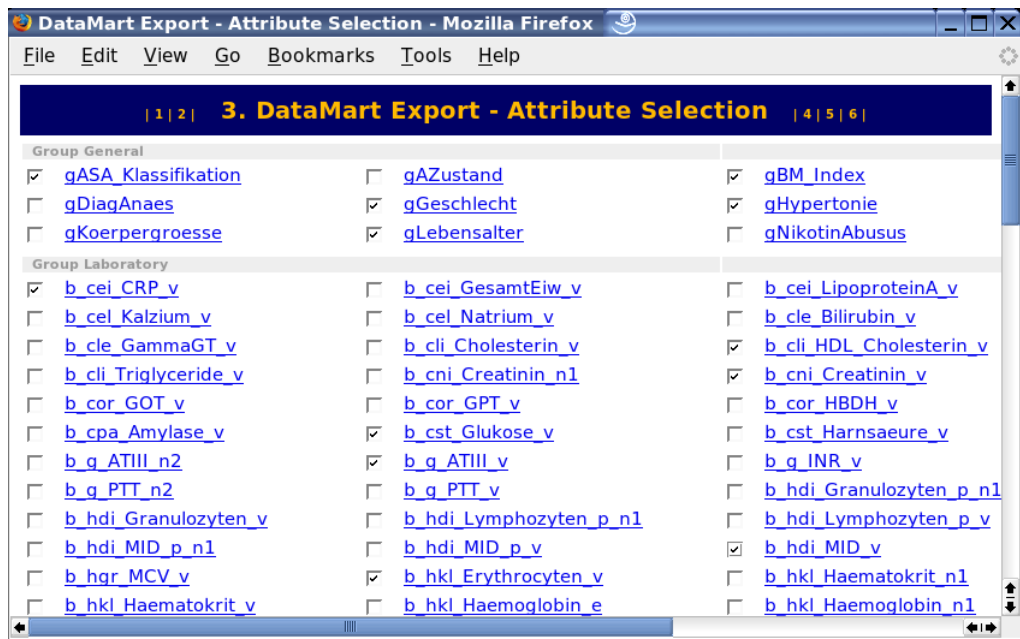 DataMart Export - Attribute Selection - Mozilla Firefox
File Edit View Go Bookmarks Tools Help
| 1 | 2 | 3. DataMart Export - Attribute Selection | 4 | 5 | 6 |
Group General
gASA_Klassifikation gAZustand gBM_Index
gDiagAnaes gGeschlecht gHypertonie
gKoerpergroesse gLebensalter gNikotinAbusus
Group Laboratory
b_cei_CRP_v b_cei_GesamtEiw_v b_cei_LipoproteinA_v
b_cel_Kalzium_v b_cel_Natrium_v b_cle_Bilirubin_v
b_cle_GammaGT_v b_cli_Cholesterin_v b_cli_HDL_Cholesterin_v
b_cli_Triglyceride_v b_cni_Creatinin_n1 b_cni_Creatinin_v
b_cor_GOT_v b_cor_GPT_v b_cor_HBDH_v
b_cpa_Amylase_v b_cst_Glukose_v b_cst_Harnsaeure_v
b_g_ATIII_n2 b_g_ATIII_v b_g_INR_v
b_g_PTT_n2 b_g_PTT_v b_hdi_Granulozyten_p_n1
b_hdi_Granulozyten_v b_hdi_Lymphozyten_p_n1 b_hdi_Lymphozyten_p_v
b_hdi_MID_p_n1 b_hdi_MID_p_v b_hdi_MID_v
b_hgr_MCV_v b_hkl_Erythrocyten_v b_hkl_Haematokrit_n1
b_hkl_Haematokrit_v b_hkl_Haemoglobin_e b_hkl_Haemoglobin_n1